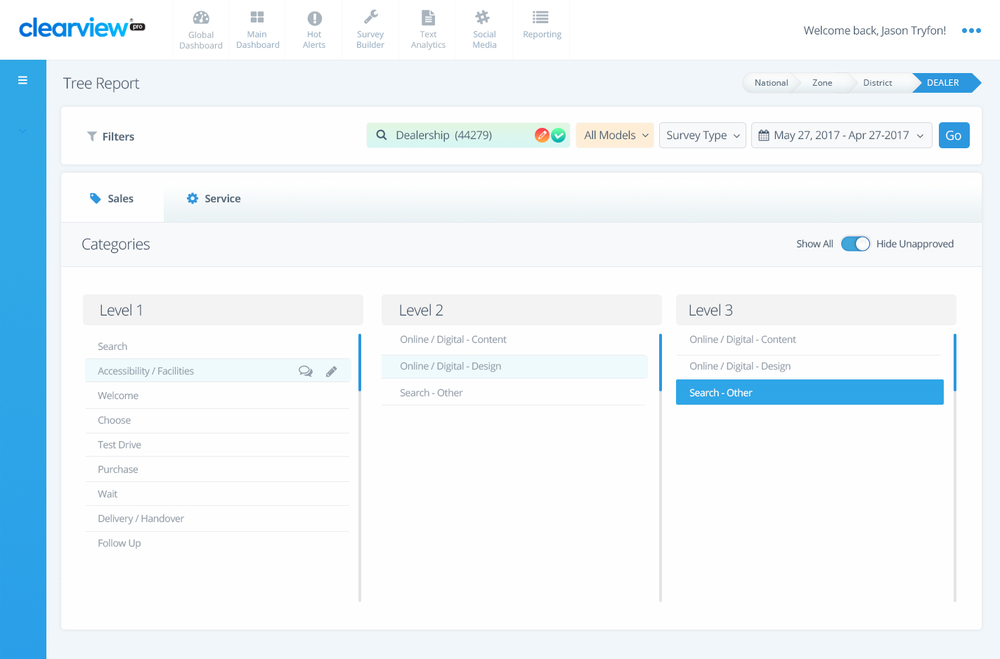 clearview® pro
Global
Dashboard
Main
Dashboard
Hot
Alerts
Survey
Builder
Text
Analytics
Social
Media
Reporting
Welcome back, Jason Tryfon!
Tree Report
National
Zone
District
DEALER
Filters
Dealership (44279)
All Models
Survey Type
May 27, 2017 - Apr 27-2017
Go
Sales
Service
Categories
Show All
Hide Unapproved
Level 1
Search
Accessibility / Facilities
Welcome
Choose
Test Drive
Purchase
Wait
Delivery / Handover
Follow Up
Level 2
Online / Digital - Content
Online / Digital - Design
Search - Other
Level 3
Online / Digital - Content
Online / Digital - Design
Search - Other